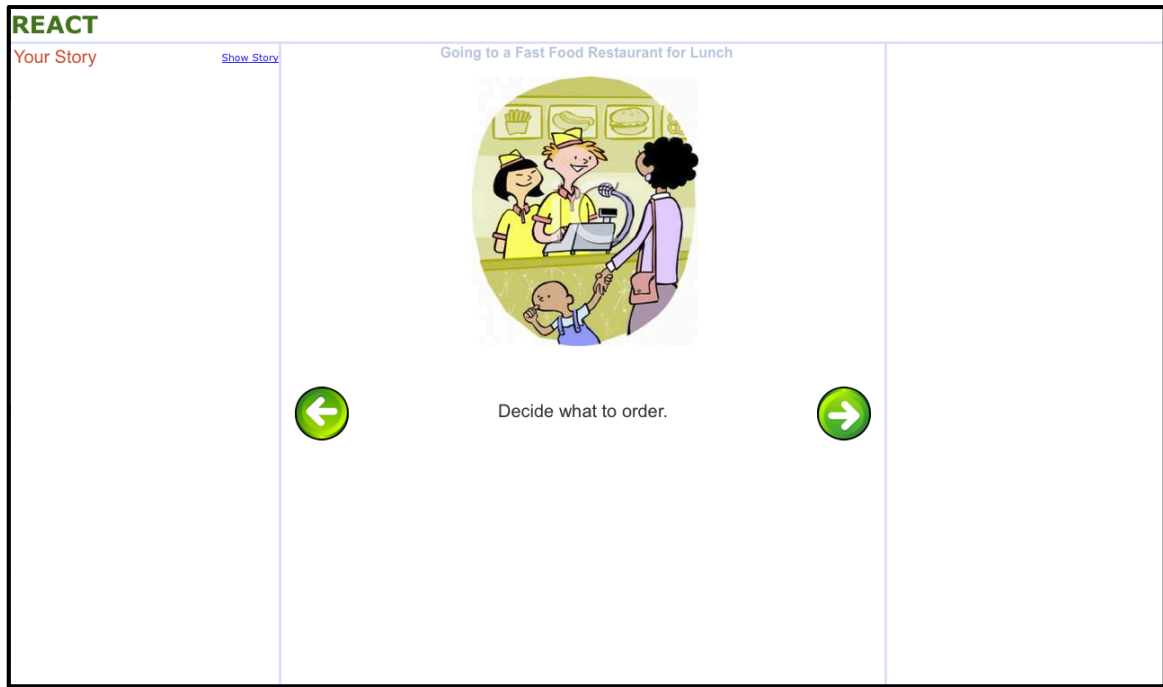 REACT
Your Story
Show Story
Going to a Fast Food Restaurant for Lunch
Decide what to order.